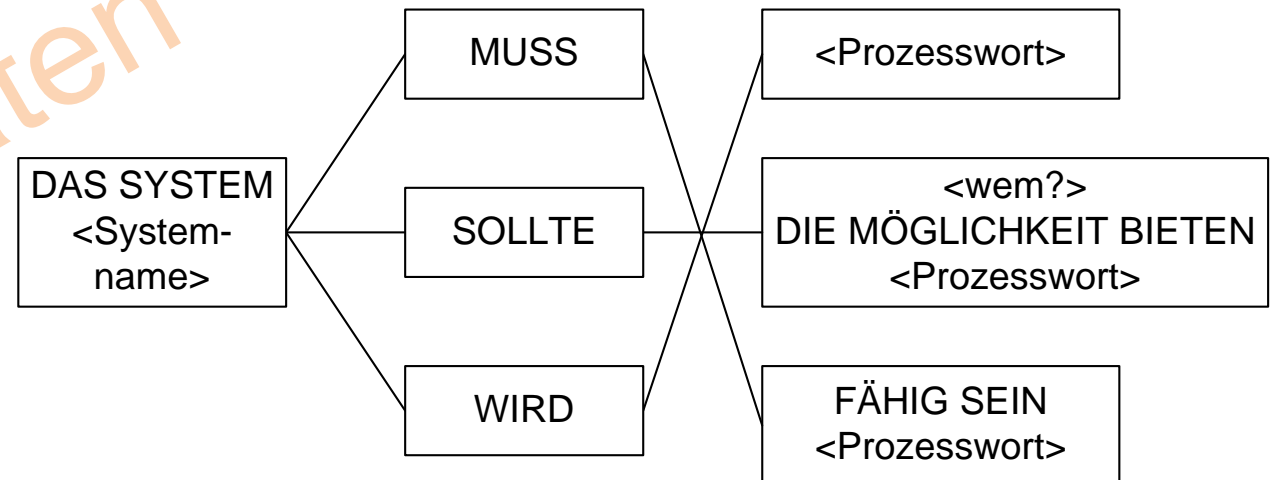 MUSS
<Prozesswort>
DAS SYSTEM
<System-
name>
SOLLTE
<wem?>
DIE MÖGLICHKEIT BIETEN
<Prozesswort>
WIRD
FÄHIG SEIN
<Prozesswort>